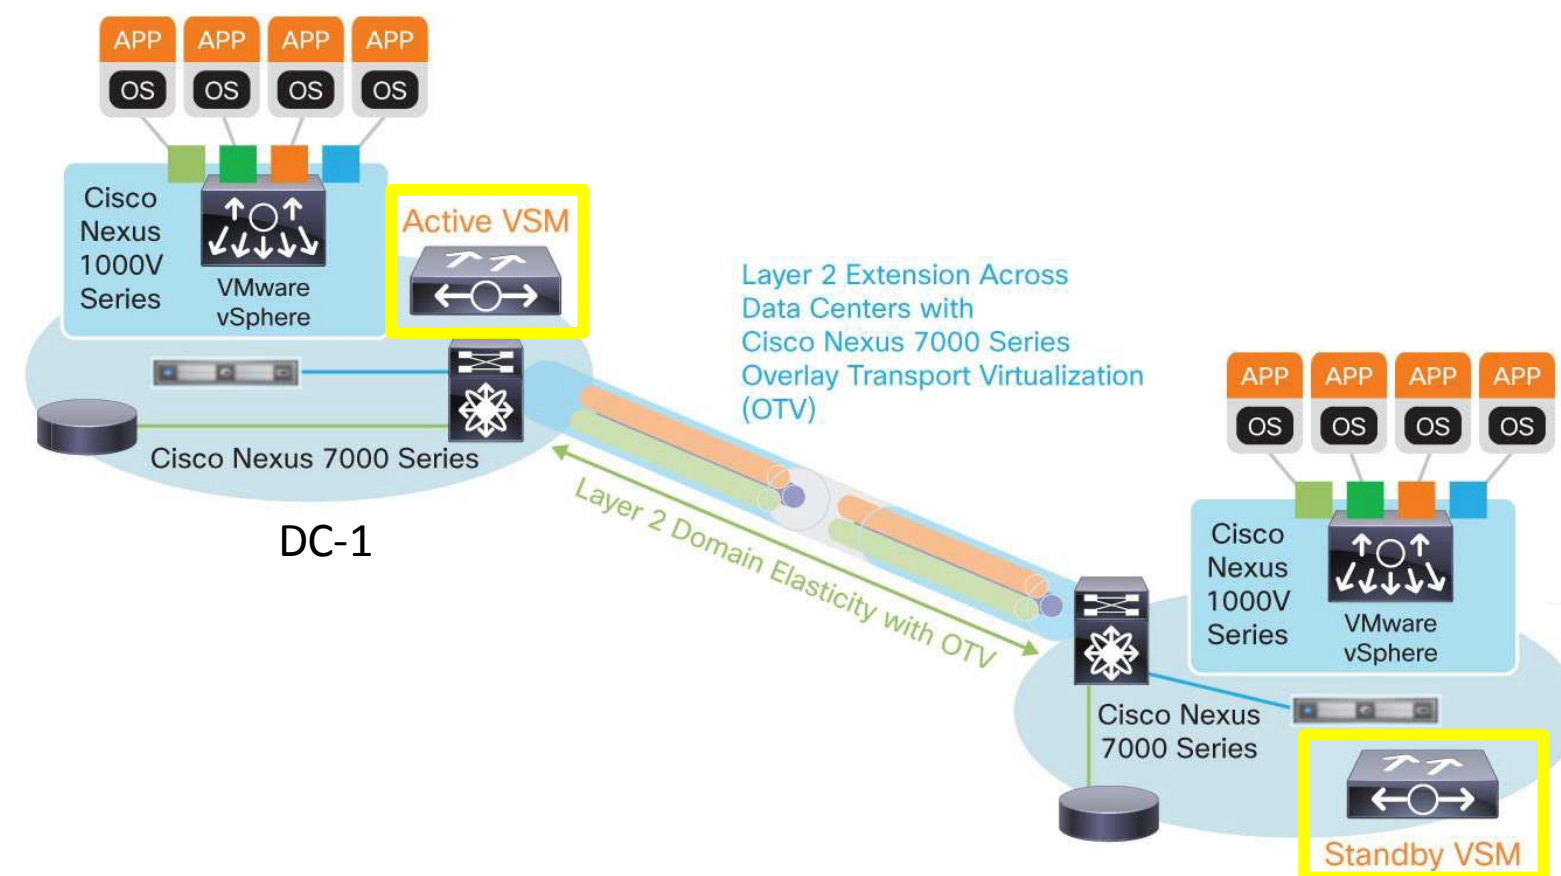 APP APP APP APP
OS OS OS OS
Cisco
Nexus
1000V
Series
VMware
vSphere
Active VSM
Cisco Nexus 7000 Series
DC-1
Layer 2 Extension Across
Data Centers with
Cisco Nexus 7000 Series
Overlay Transport Virtualization
(OTV)
Layer 2 Domain Elasticity with OTV
APP APP APP APP
OS OS OS OS
Cisco
Nexus
1000V
Series
VMware
vSphere
Cisco Nexus
7000 Series
Standby VSM